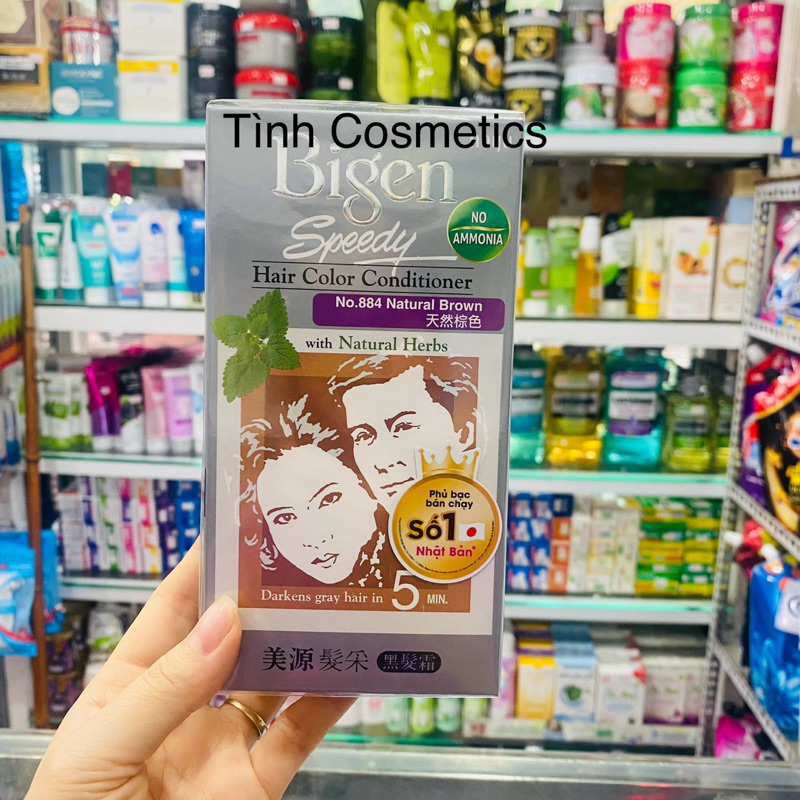 Tình Cosmetics
Bigen
Speedy
NO
AMMONIA
Hair Color Conditioner
No.884 Natural Brown
天然棕色
with Natural Herbs
Phủ bạc
bán chạy
Số 1
Nhật Bản*
Darkens gray hair in 5 MIN.
美源髮采 黑髮霜